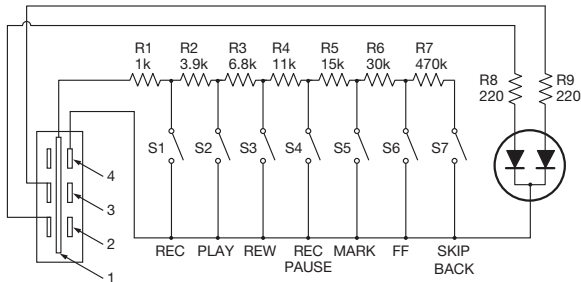 R1 R2 R3 R4 R5 R6 R7
1k 3.9k 6.8k 11k 15k 30k 470k
R8 R9
220 220
S1 S2 S3 S4 S5 S6 S7
4
3
2
1
REC PLAY REW REC MARK FF SKIP
PAUSE BACK